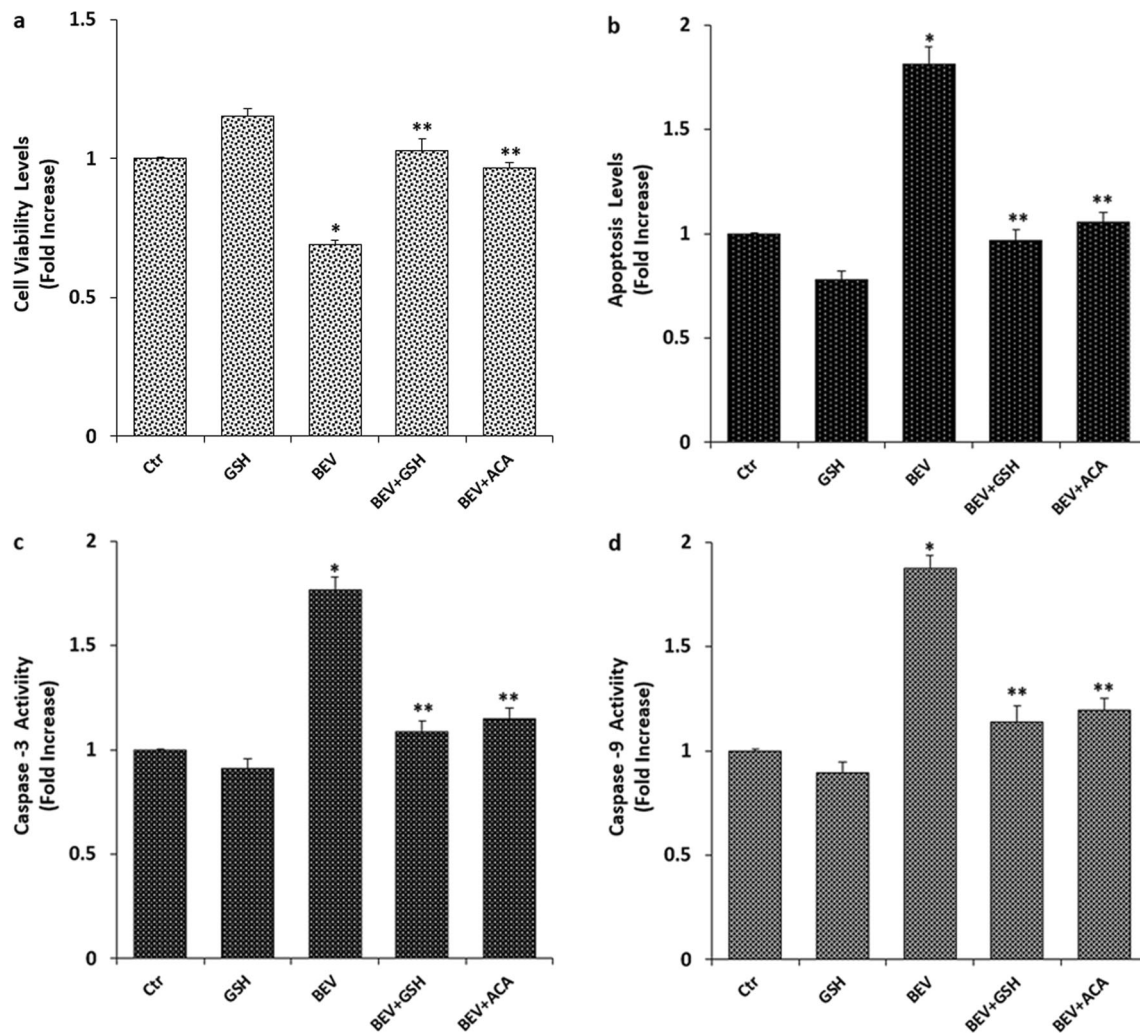 a
Cell Viability Levels
(Fold Increase)
1.5
1
0.5
0
*
**
**
Ctr
GSH
BEV
BEV+GSH
BEV+ACA
b
Apoptosis Levels
(Fold Increase)
2
1.5
1
0.5
0
*
**
**
Ctr
GSH
BEV
BEV+GSH
BEV+ACA
c
Caspase -3 Activiity
(Fold Increase)
2
1.5
1
0.5
0
*
**
**
Ctr
GSH
BEV
BEV+GSH
BEV+ACA
d
Caspase -9 Activiity
(Fold Increase)
2
1.5
1
0.5
0
*
**
**
Ctr
GSH
BEV
BEV+GSH
BEV+ACA